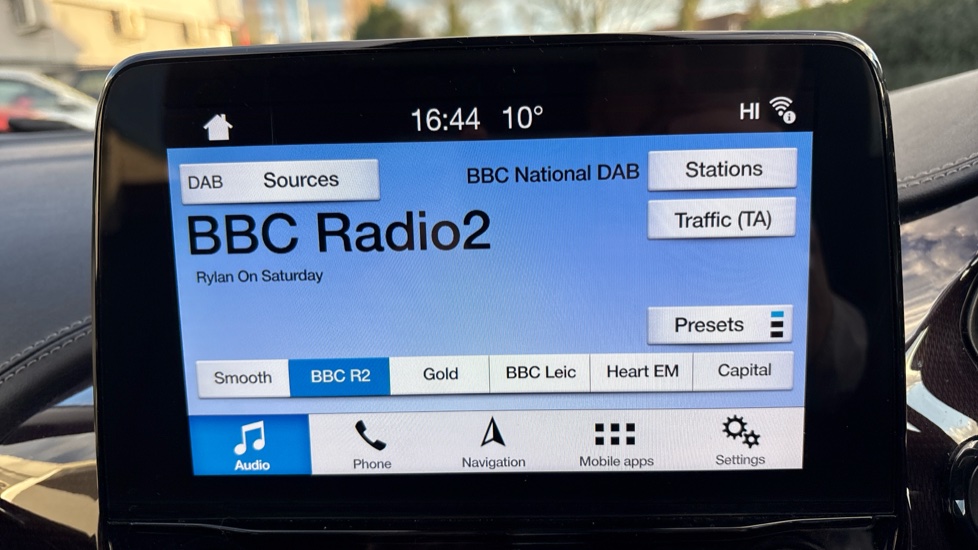 16:44 10° HI
DAB Sources
BBC National DAB
Stations
BBC Radio2
Traffic (TA)
Rylan On Saturday
Presets
Smooth BBC R2 Gold BBC Leic Heart EM Capital
Audio Phone Navigation Mobile apps Settings